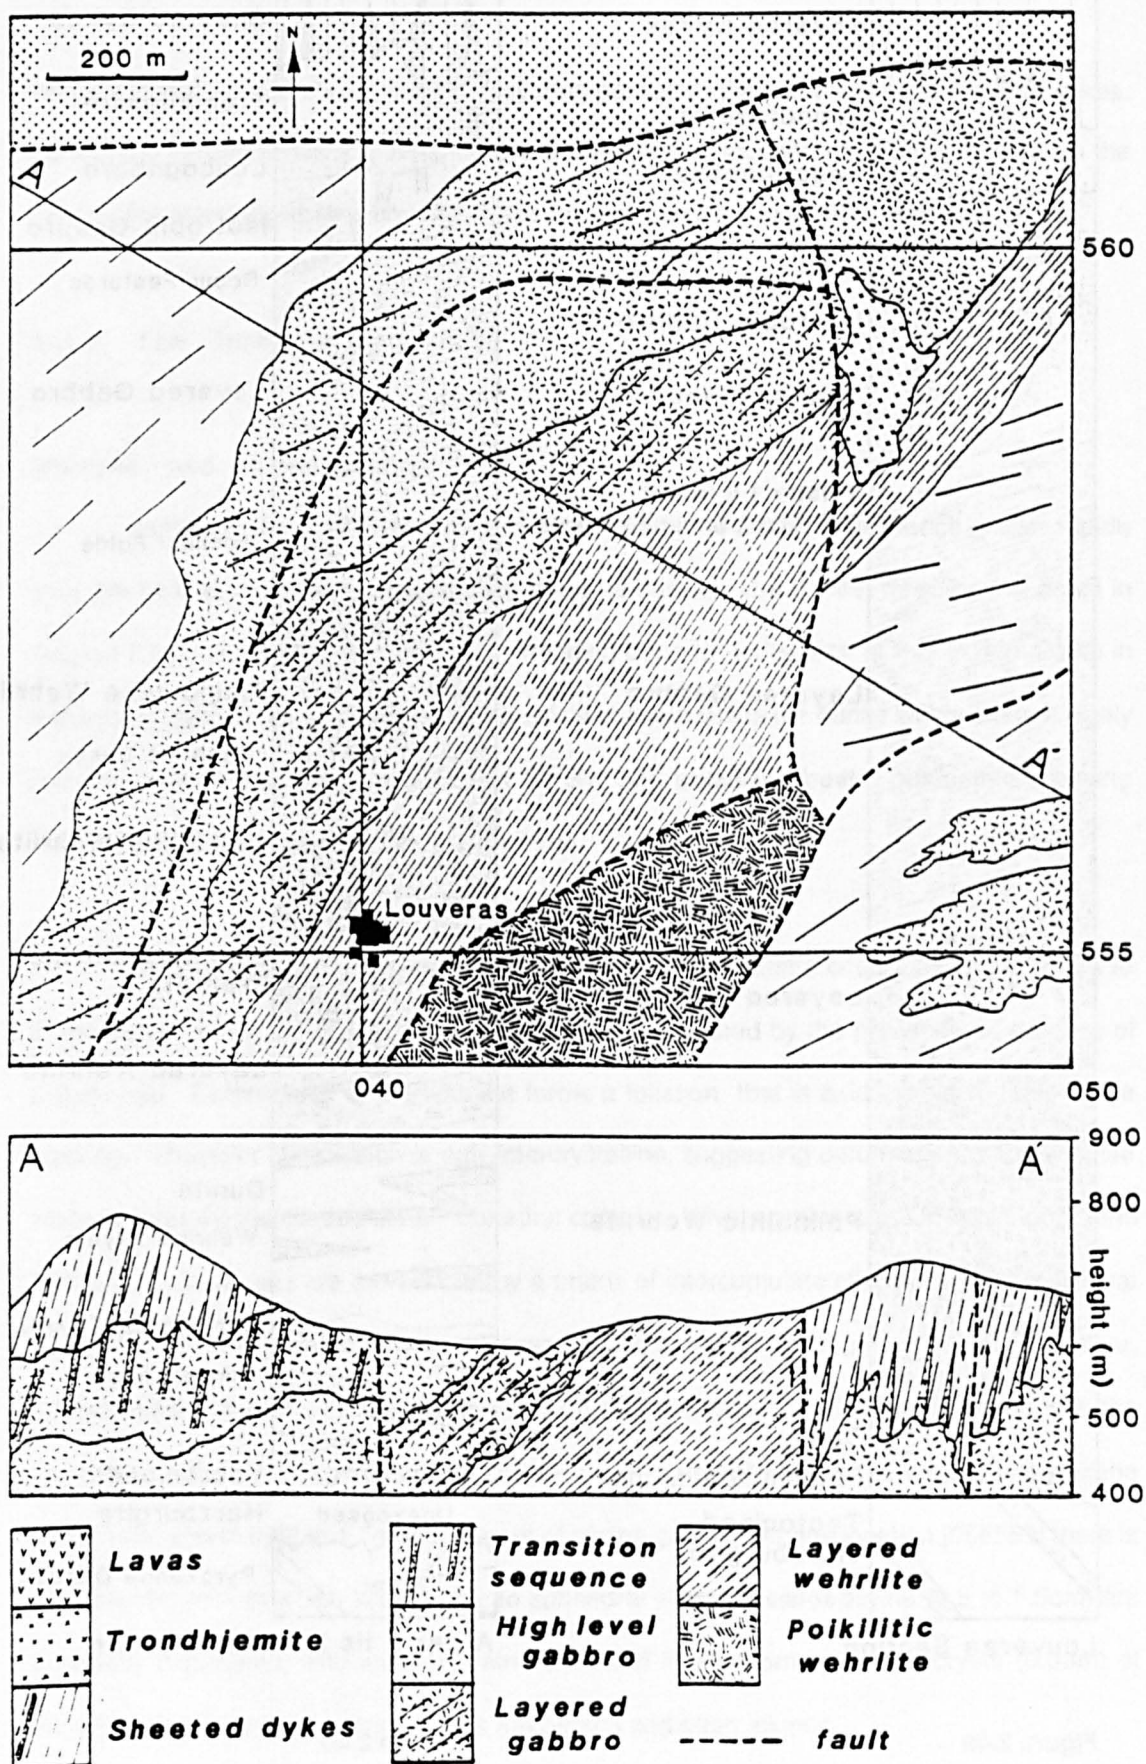 200 m
N
A
560
Louveras
A'
555
040
050
A
A'
900
800
500
400
height (m)
Lavas
Trondhjemite
Sheeted dykes
Transition
sequence
High level
gabbro
Layered
gabbro
Layered
wehrlite
Poikilitic
wehrlite
fault